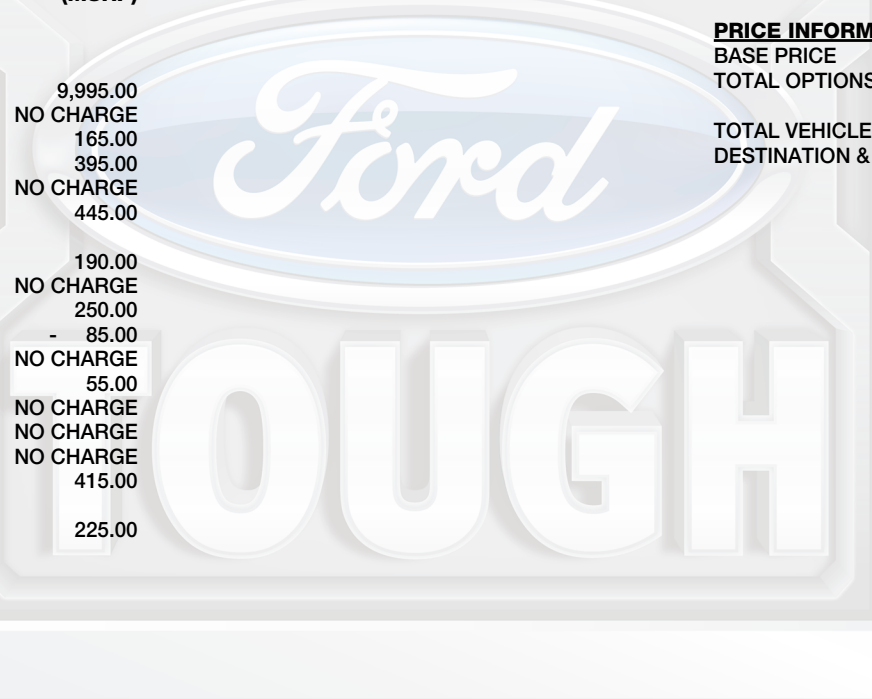 (MSRP)
9,995.00
NO CHARGE
165.00
395.00
NO CHARGE
445.00
190.00
NO CHARGE
250.00
- 85.00
NO CHARGE
55.00
NO CHARGE
NO CHARGE
NO CHARGE
415.00
225.00
PRICE INFORM
BASE PRICE
TOTAL OPTIONS
TOTAL VEHICLE
DESTINATION &
Ford
TOUGH